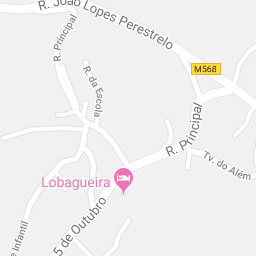 R. João Lopes Perestrelo
R. Principal
M568
R. da Escola
R. Principal
Tv. do Além
Lobagueira
5 de Outubro
e Infantil